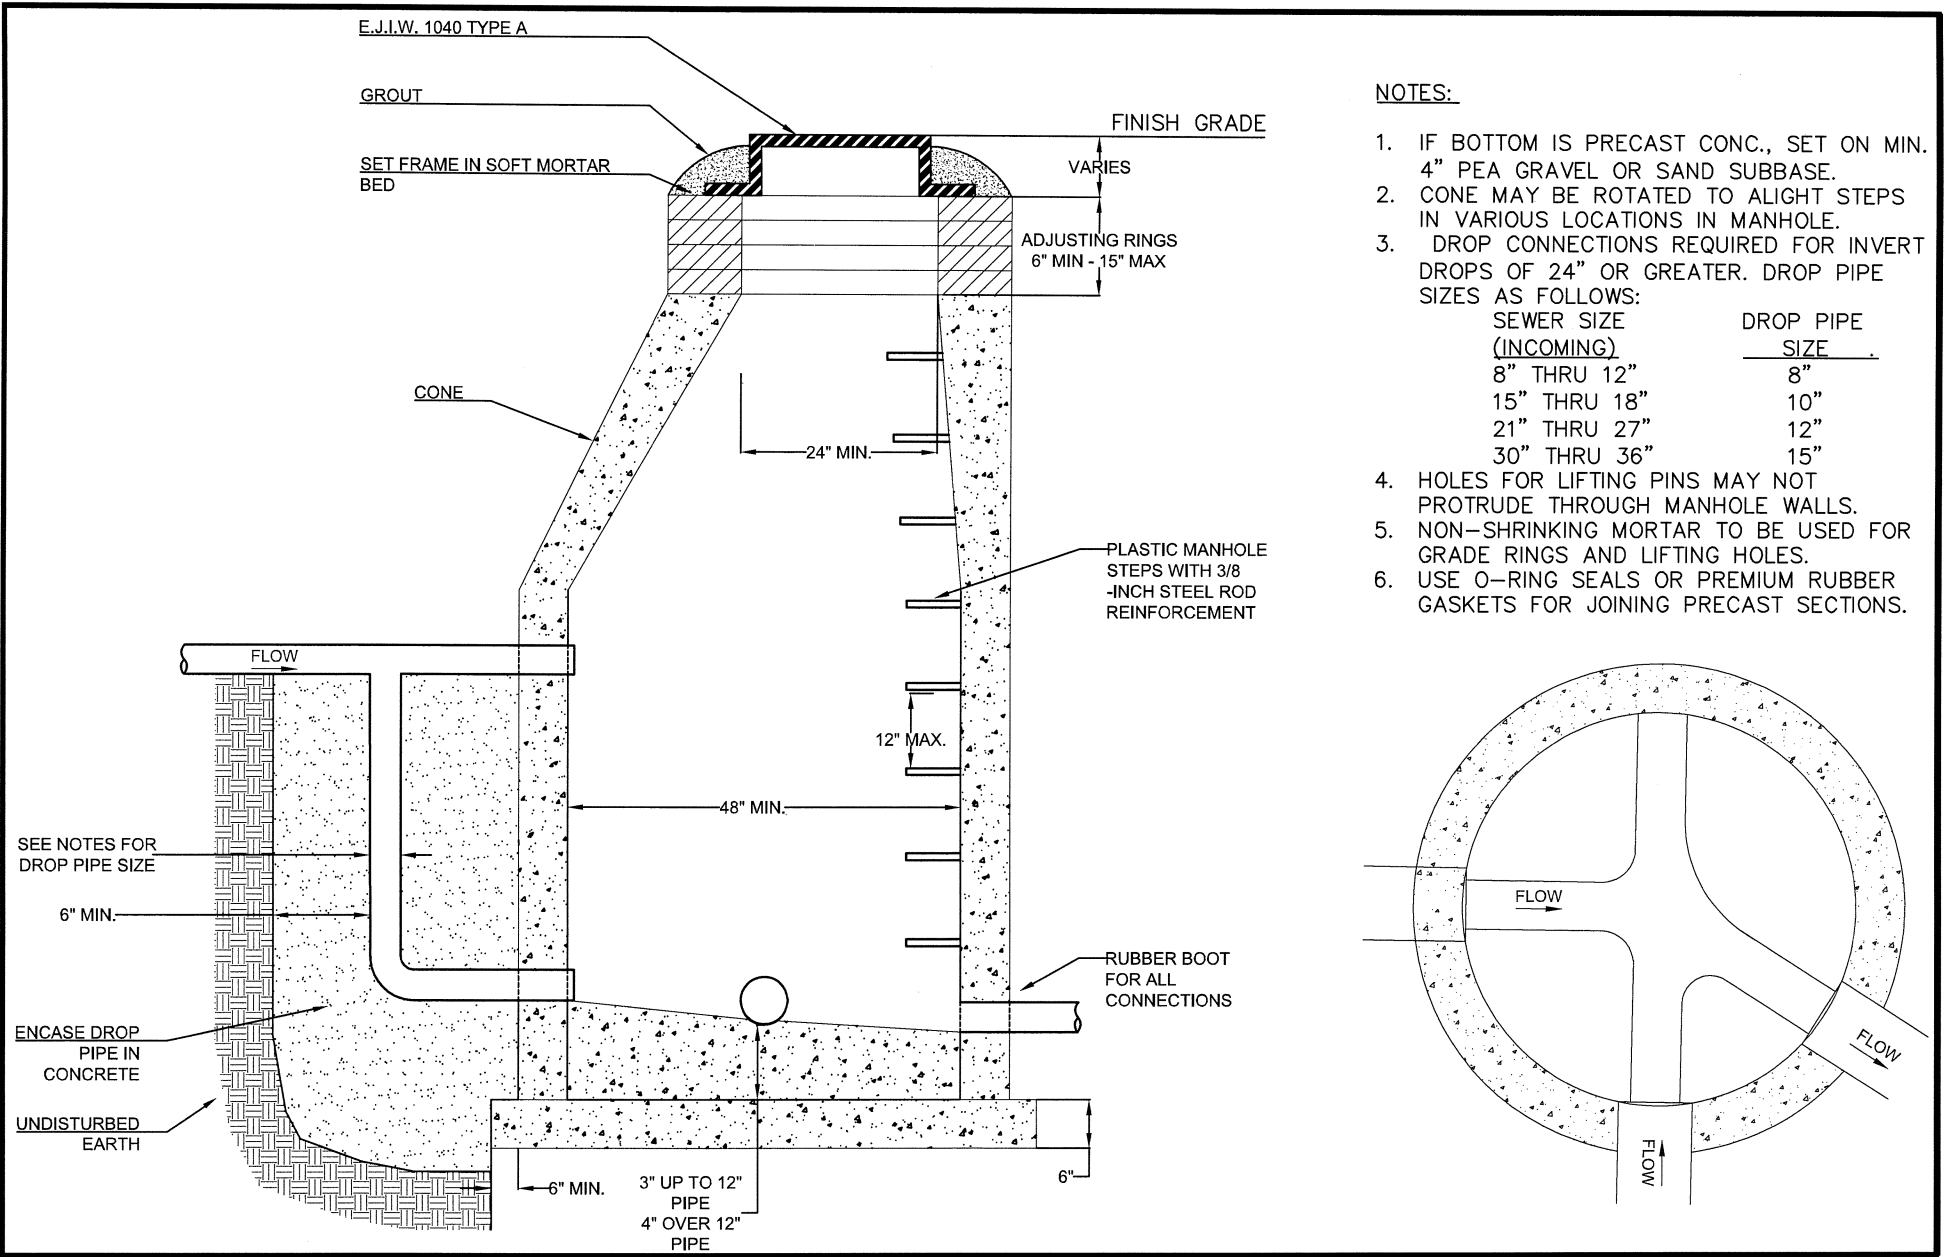 E.J.I.W. 1040 TYPE A
GROUT
SET FRAME IN SOFT MORTAR
BED
FINISH GRADE
VARIES
ADJUSTING RINGS
6" MIN - 15" MAX
CONE
24" MIN.
PLASTIC MANHOLE
STEPS WITH 3/8
-INCH STEEL ROD
REINFORCEMENT
FLOW
12" MAX.
48" MIN.
SEE NOTES FOR
DROP PIPE SIZE
6" MIN.
RUBBER BOOT
FOR ALL
CONNECTIONS
ENCASE DROP
PIPE IN
CONCRETE
UNDISTURBED
EARTH
6" MIN.
3" UP TO 12"
PIPE
4" OVER 12"
PIPE
6"
NOTES:
1. IF BOTTOM IS PRECAST CONC., SET ON MIN.
4" PEA GRAVEL OR SAND SUBBASE.
2. CONE MAY BE ROTATED TO ALIGHT STEPS
IN VARIOUS LOCATIONS IN MANHOLE.
3. DROP CONNECTIONS REQUIRED FOR INVERT
DROPS OF 24" OR GREATER. DROP PIPE
SIZES AS FOLLOWS:
SEWER SIZE DROP PIPE
(INCOMING) SIZE .
8" THRU 12" 8"
15" THRU 18" 10"
21" THRU 27" 12"
30" THRU 36" 15"
4. HOLES FOR LIFTING PINS MAY NOT
PROTRUDE THROUGH MANHOLE WALLS.
5. NON-SHRINKING MORTAR TO BE USED FOR
GRADE RINGS AND LIFTING HOLES.
6. USE O-RING SEALS OR PREMIUM RUBBER
GASKETS FOR JOINING PRECAST SECTIONS.
FLOW
FLOW
FLOW